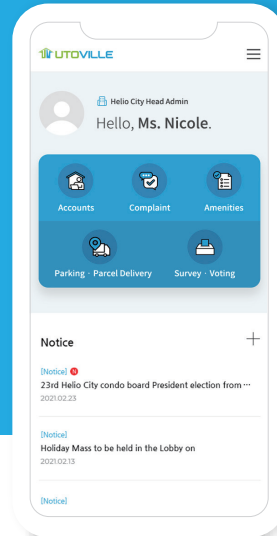 UTOVILLE
Helio City Head Admin
Hello, Ms. Nicole.
Accounts
Complaint
Amenities
Parking · Parcel Delivery
Survey · Voting
Notice
[Notice] N
23rd Helio City condo board President election from ···
2021.02.23
[Notice]
Holiday Mass to be held in the Lobby on
2021.02.13
[Notice]